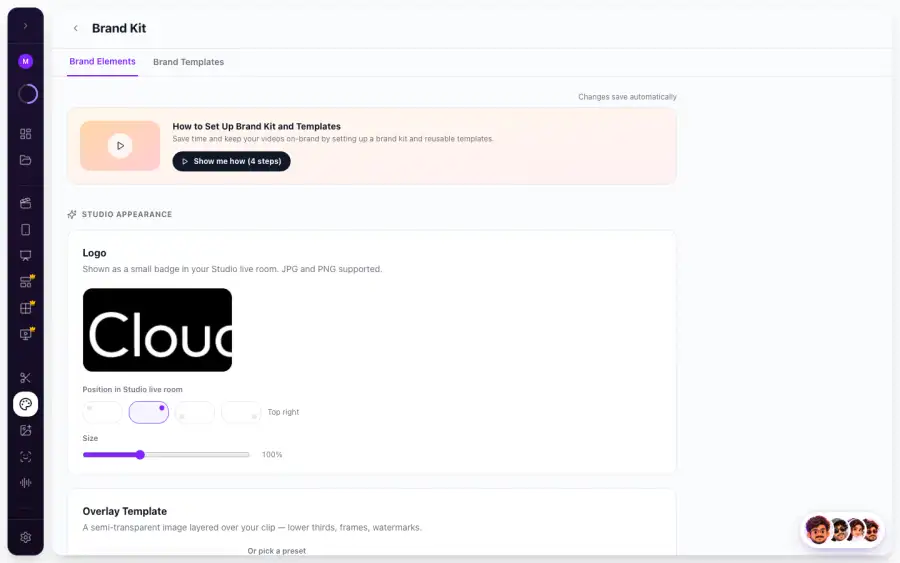 Brand Kit
M
Brand Elements
Brand Templates
Changes save automatically
How to Set Up Brand Kit and Templates
Save time and keep your videos on-brand by setting up a brand kit and reusable templates.
Show me how (4 steps)
STUDIO APPEARANCE
Logo
Shown as a small badge in your Studio live room. JPG and PNG supported.
Clou
Position in Studio live room
Top right
Size
100%
Overlay Template
A semi-transparent image layered over your clip — lower thirds, frames, watermarks.
Or pick a preset